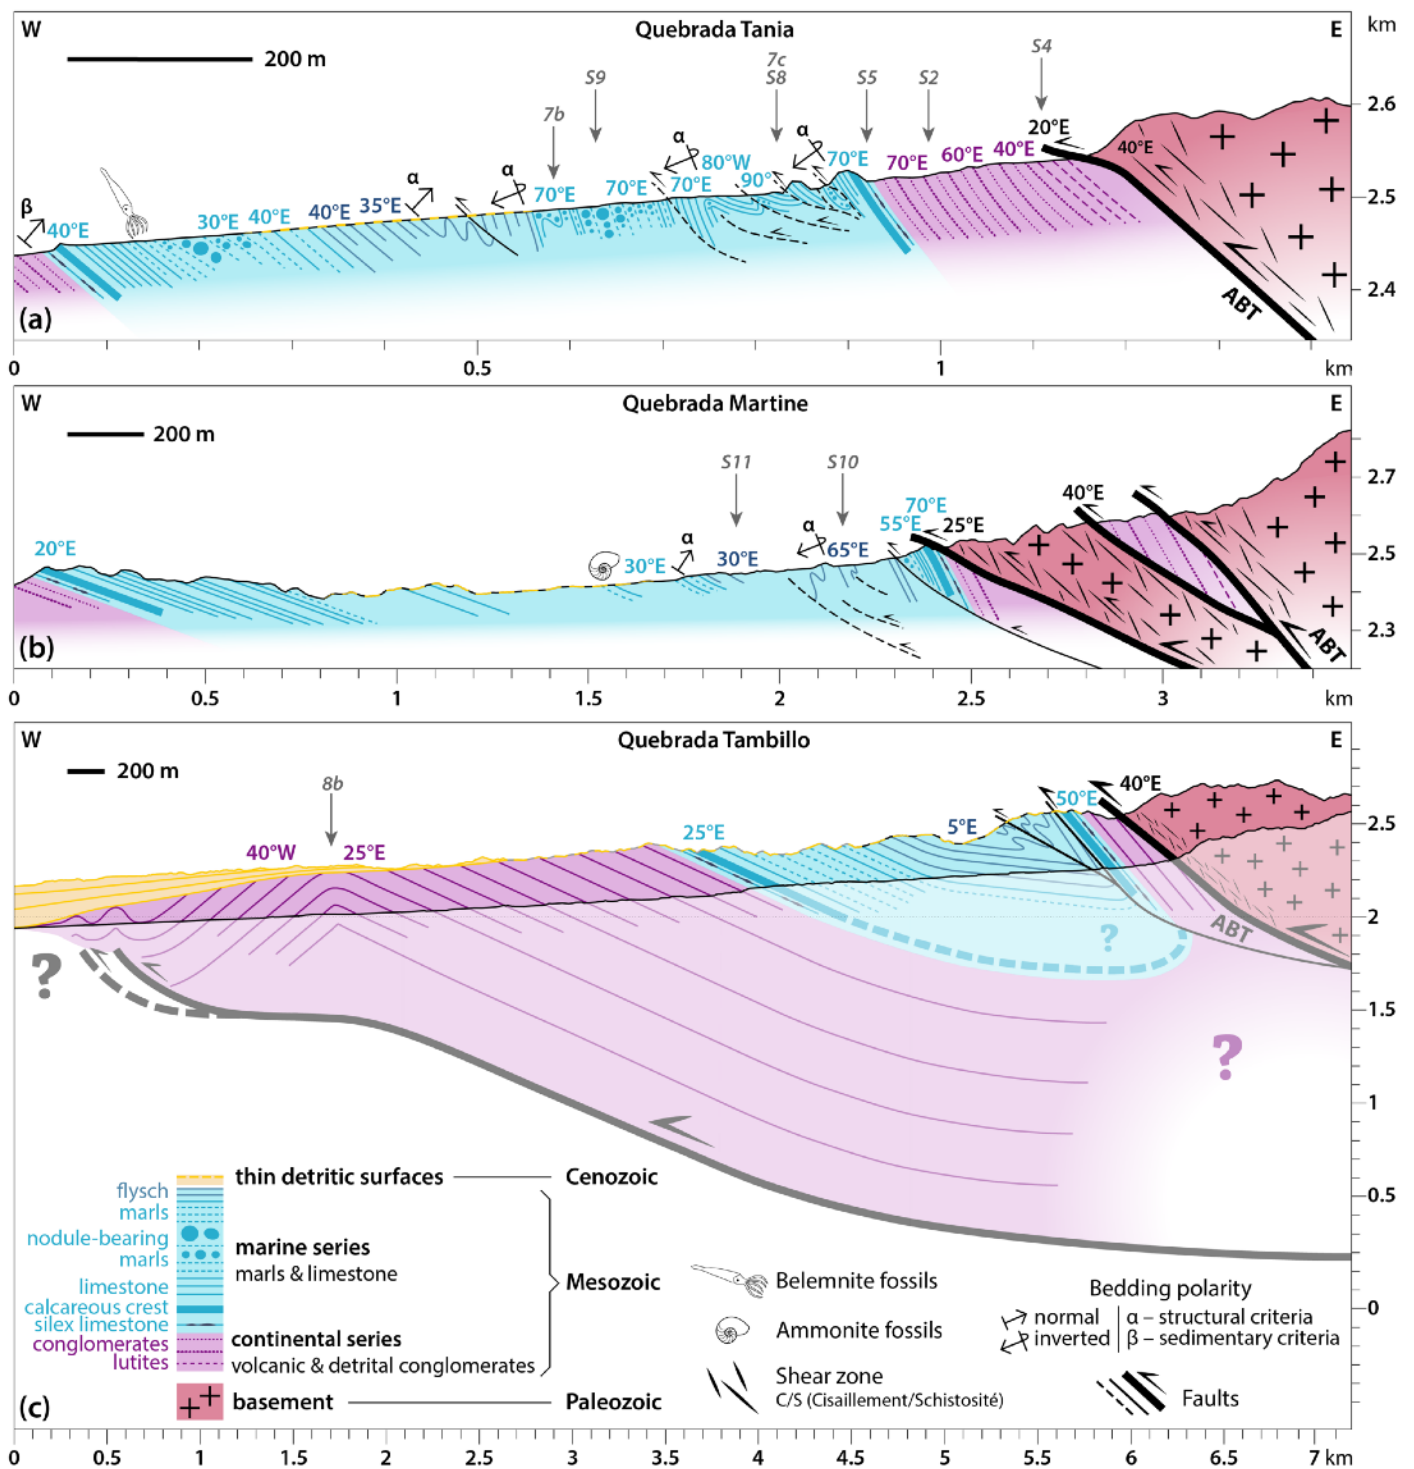 W
Quebrada Tania
E
km
200 m
7c
S4
S9
S8
S5
S2
7b
2.6
20°E
α
α
40°E
80°W
70°E
40°E
60°E
70°E
α
α
90°
70°E
70°E
70°E
2.5
β
35°E
40°E
40°E
30°E
40°E
2.4
ABT
(a)
0
0.5
1
km
W
Quebrada Martine
E
200 m
S11
S10
2.7
40°E
70°E
α
α
55°E
25°E
2.5
20°E
30°E
30°E
65°E
2.3
ABT
(b)
0
0.5
1
1.5
2
2.5
3
km
W
Quebrada Tambillo
E
200 m
8b
40°E
50°E
2.5
40°W
25°E
25°E
5°E
2
?
ABT
?
1.5
?
1
thin detritic surfaces
Cenozoic
flysch
0.5
marls
nodule-bearing
marine series
marls
marls & limestone
Mesozoic
Belemnite fossils
Bedding polarity
limestone
calcareous crest
0
silex limestone
Ammonite fossils
normal
α – structural criteria
conglomerates
continental series
inverted
β – sedimentary criteria
lutites
volcanic & detrital conglomerates
Shear zone
C/S (Cisaillement/Schistosité)
Faults
basement
Paleozoic
(c)
0
0.5
1
1.5
2
2.5
3
3.5
4
4.5
5
5.5
6
6.5
7 km